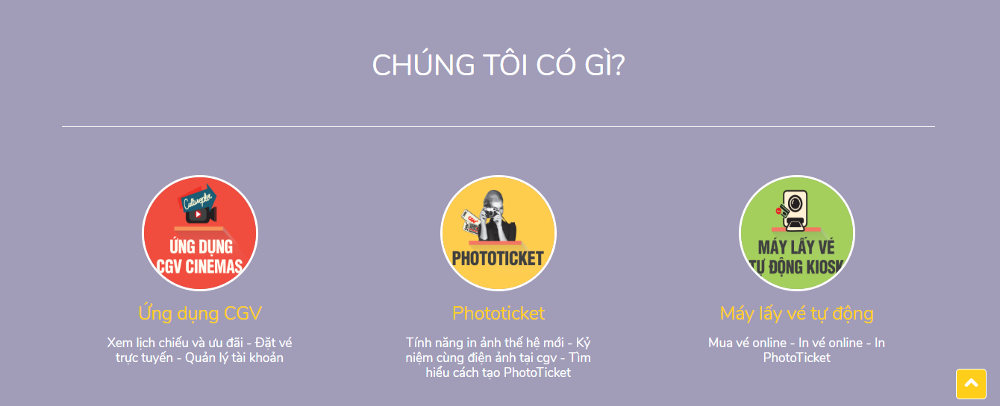 CHÚNG TÔI CÓ GÌ?
Cultureplex
ỨNG DỤNG
CGV CINEMAS
CGV
PHOTOTICKET
MÁY LẤY VÉ
TỰ ĐỘNG KIOSK
Ứng dụng CGV
Phototicket
Máy lấy vé tự động
Xem lịch chiếu và ưu đãi - Đặt vé
trực tuyến - Quản lý tài khoản
Tính năng in ảnh thế hệ mới - Kỷ
niệm cùng điện ảnh tại cgv - Tìm
hiểu cách tạo PhotoTicket
Mua vé online - In vé online - In
PhotoTicket